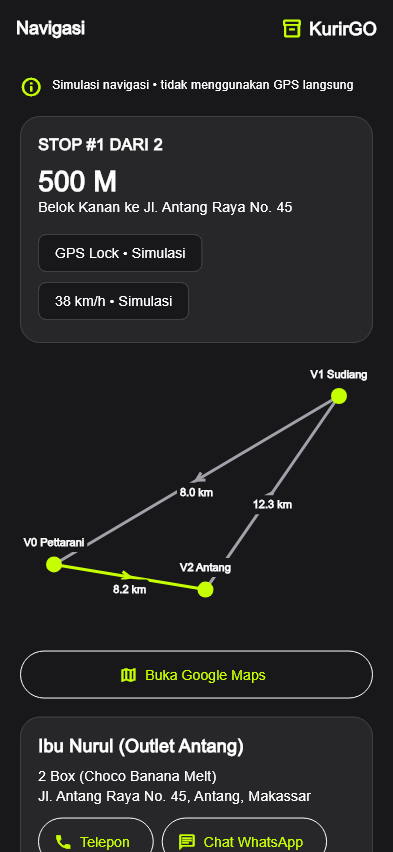 Navigasi
KurirGO
Simulasi navigasi • tidak menggunakan GPS langsung
STOP #1 DARI 2
500 M
Belok Kanan ke Jl. Antang Raya No. 45
GPS Lock • Simulasi
38 km/h • Simulasi
V1 Sudiang
8.0 km
12.3 km
V0 Pettarani
V2 Antang
8.2 km
Buka Google Maps
Ibu Nurul (Outlet Antang)
2 Box (Choco Banana Melt)
Jl. Antang Raya No. 45, Antang, Makassar
Telepon
Chat WhatsApp